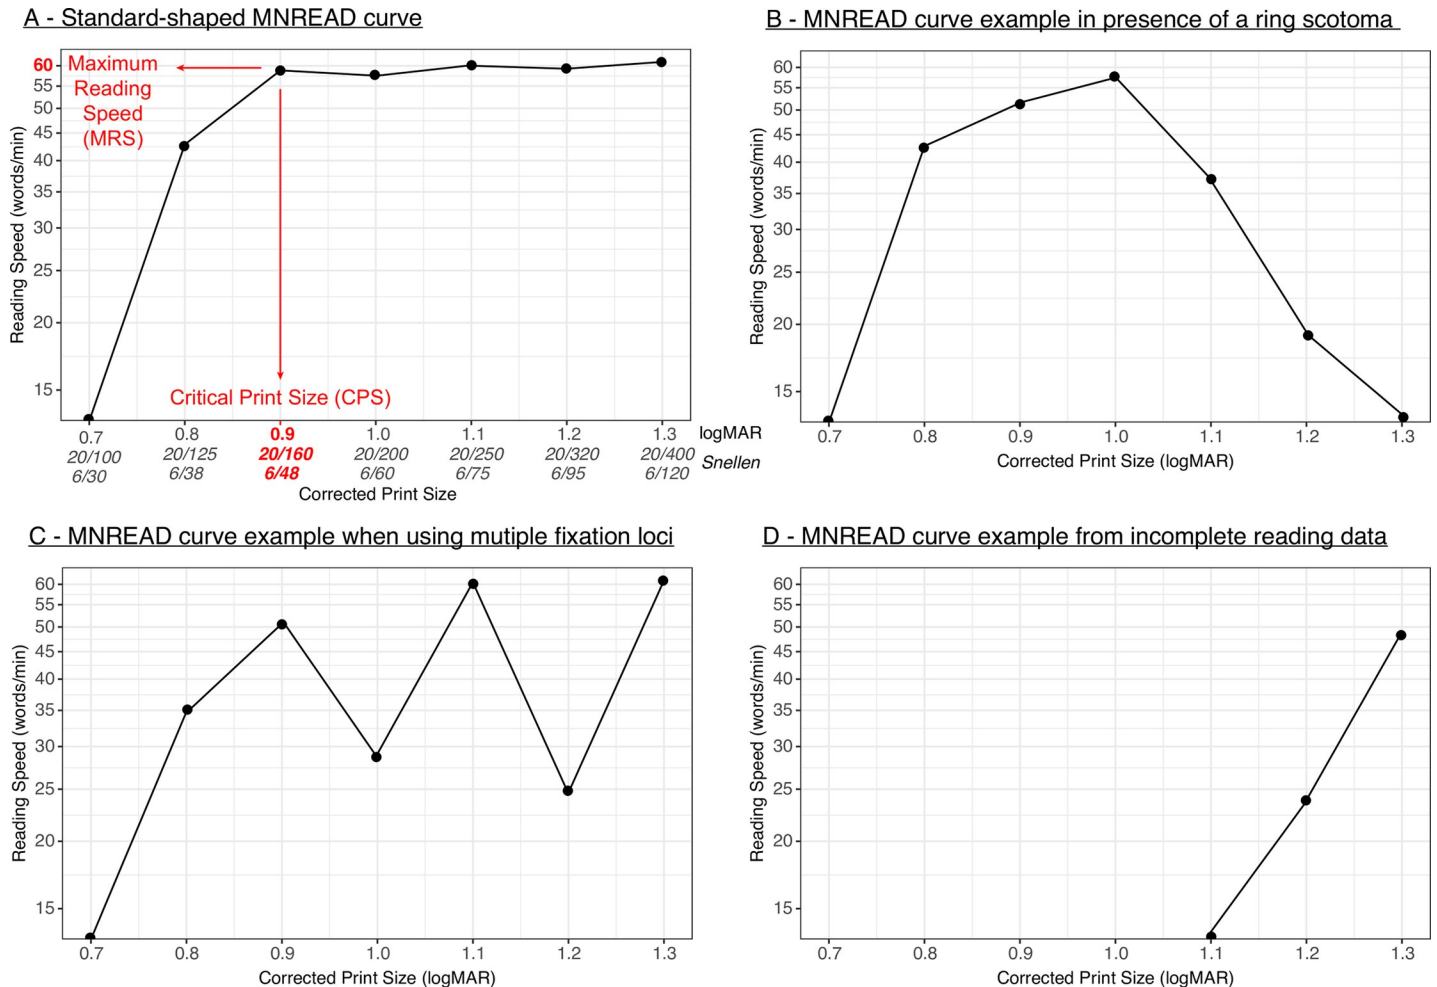 A - Standard-shaped MNREAD curve
Reading Speed (words/min)
60
55
50
45
40
35
30
25
20
15
Maximum
Reading
Speed
(MRS)
Critical Print Size (CPS)
0.7 0.8 0.9 1.0 1.1 1.2 1.3 logMAR
20/100 20/125 20/160 20/200 20/250 20/320 20/400 Snellen
6/30 6/38 6/48 6/60 6/75 6/95 6/120
Corrected Print Size
B - MNREAD curve example in presence of a ring scotoma
Reading Speed (words/min)
60
55
50
45
40
35
30
25
20
15
0.7 0.8 0.9 1.0 1.1 1.2 1.3
Corrected Print Size (logMAR)
C - MNREAD curve example when using mutiple fixation loci
Reading Speed (words/min)
60
55
50
45
40
35
30
25
20
15
0.7 0.8 0.9 1.0 1.1 1.2 1.3
Corrected Print Size (logMAR)
D - MNREAD curve example from incomplete reading data
Reading Speed (words/min)
60
55
50
45
40
35
30
25
20
15
0.7 0.8 0.9 1.0 1.1 1.2 1.3
Corrected Print Size (logMAR)